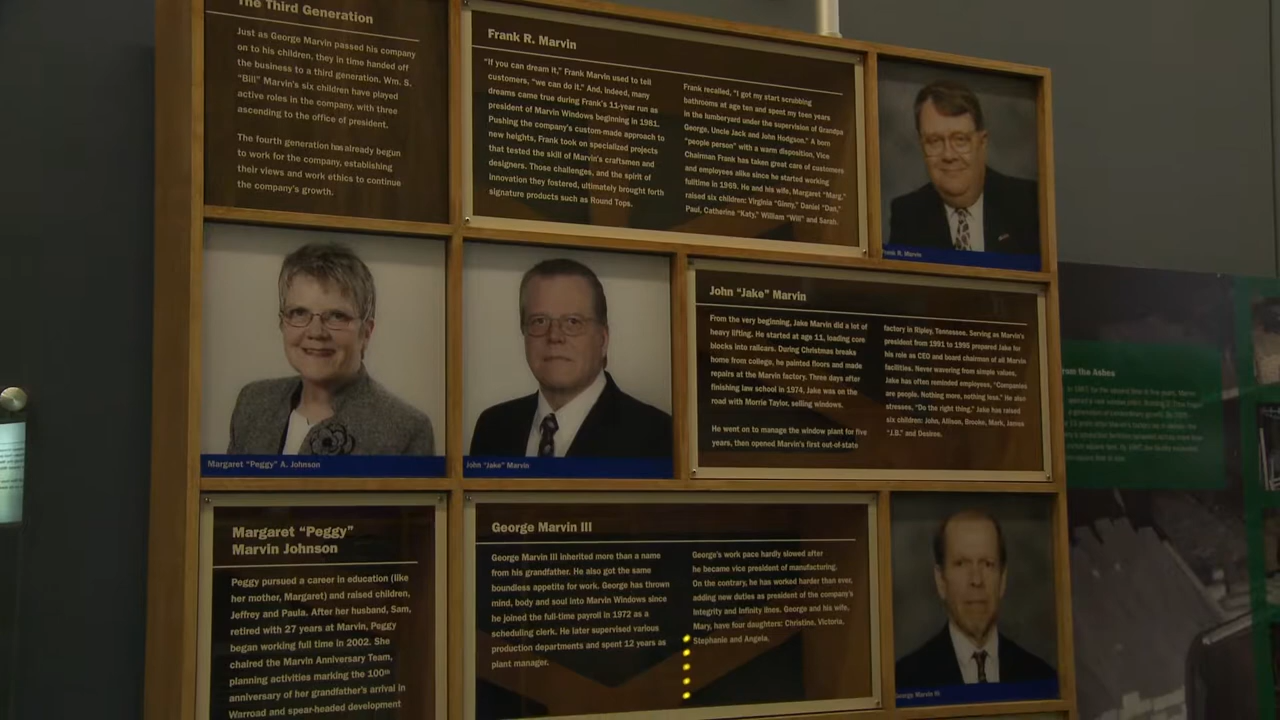 The Third Generation
Just as George Marvin passed his company
on to his children, they in time handed off
the business to a third generation. Wm. S.
"Bill" Marvin's six children have played
active roles in the company, with three
ascending to the office of president.
The fourth generation has already begun
to work for the company, establishing
their views and work ethics to continue
the company's growth.
Frank R. Marvin
"If you can dream it," Frank Marvin used to tell
customers, "we can do it." And, indeed, many
dreams came true during Frank's 11-year run as
president of Marvin Windows beginning in 1981.
Pushing the company's custom-made approach to
new heights, Frank took on specialized projects
that tested the skill of Marvin's craftsmen and
designers. Those challenges, and the spirit of
innovation they fostered, ultimately brought forth
signature products such as Round Tops.
Frank recalled, "I got my start scrubbing
bathrooms at age ten and spent my teen years
in the lumberyard under the supervision of Grandpa
George, Uncle Jack and John Hodgson." A born
"people person" with a warm disposition, Vice
Chairman Frank has taken great care of customers
and employees alike since he started working
fulltime in 1965. He and his wife, Margaret "Marg,"
raised six children: Virginia "Ginny," Daniel "Dan,"
Paul, Catherine "Katy," William "Will" and Sarah.
Frank R. Marvin
Margaret "Peggy" A. Johnson
John "Jake" Marvin
John "Jake" Marvin
From the very beginning, Jake Marvin did a lot of
heavy lifting. He started at age 11, loading core
blocks into railcars. During Christmas breaks
home from college, he painted floors and made
repairs at the Marvin factory. Three days after
finishing law school in 1974, Jake was on the
road with Morrie Taylor, selling windows.
He went on to manage the window plant for five
years, then opened Marvin's first out-of-state
factory in Ripley, Tennessee. Serving as Marvin's
president from 1991 to 1995 prepared Jake for
his role as CEO and board chairman of all Marvin
facilities. Never wavering from simple values,
Jake has often reminded employees, "Companies
are people. Nothing more, nothing less." He also
stresses, "Do the right thing." Jake has raised
six children: John, Allison, Brooke, Mark, James
"J.B." and Desiree.
from the Ashes
Margaret "Peggy"
Marvin Johnson
Peggy pursued a career in education (like
her mother, Margaret) and raised children,
Jeffrey and Paula. After her husband, Sam,
retired with 27 years at Marvin, Peggy
began working full time in 2002. She
chaired the Marvin Anniversary Team,
planning activities marking the 100th
anniversary of her grandfather's arrival in
Warroad and spear-headed development
George Marvin III
George Marvin III inherited more than a name
from his grandfather. He also got the same
boundless appetite for work. George has thrown
mind, body and soul into Marvin Windows since
he joined the full-time payroll in 1972 as a
scheduling clerk. He later supervised various
production departments and spent 12 years as
plant manager.
George's work pace hardly slowed after
he became vice president of manufacturing.
On the contrary, he has worked harder than ever,
adding new duties as president of the company's
Integrity and Infinity lines. George and his wife,
Mary, have four daughters: Christine, Victoria,
Stephanie and Angela.
George Marvin III